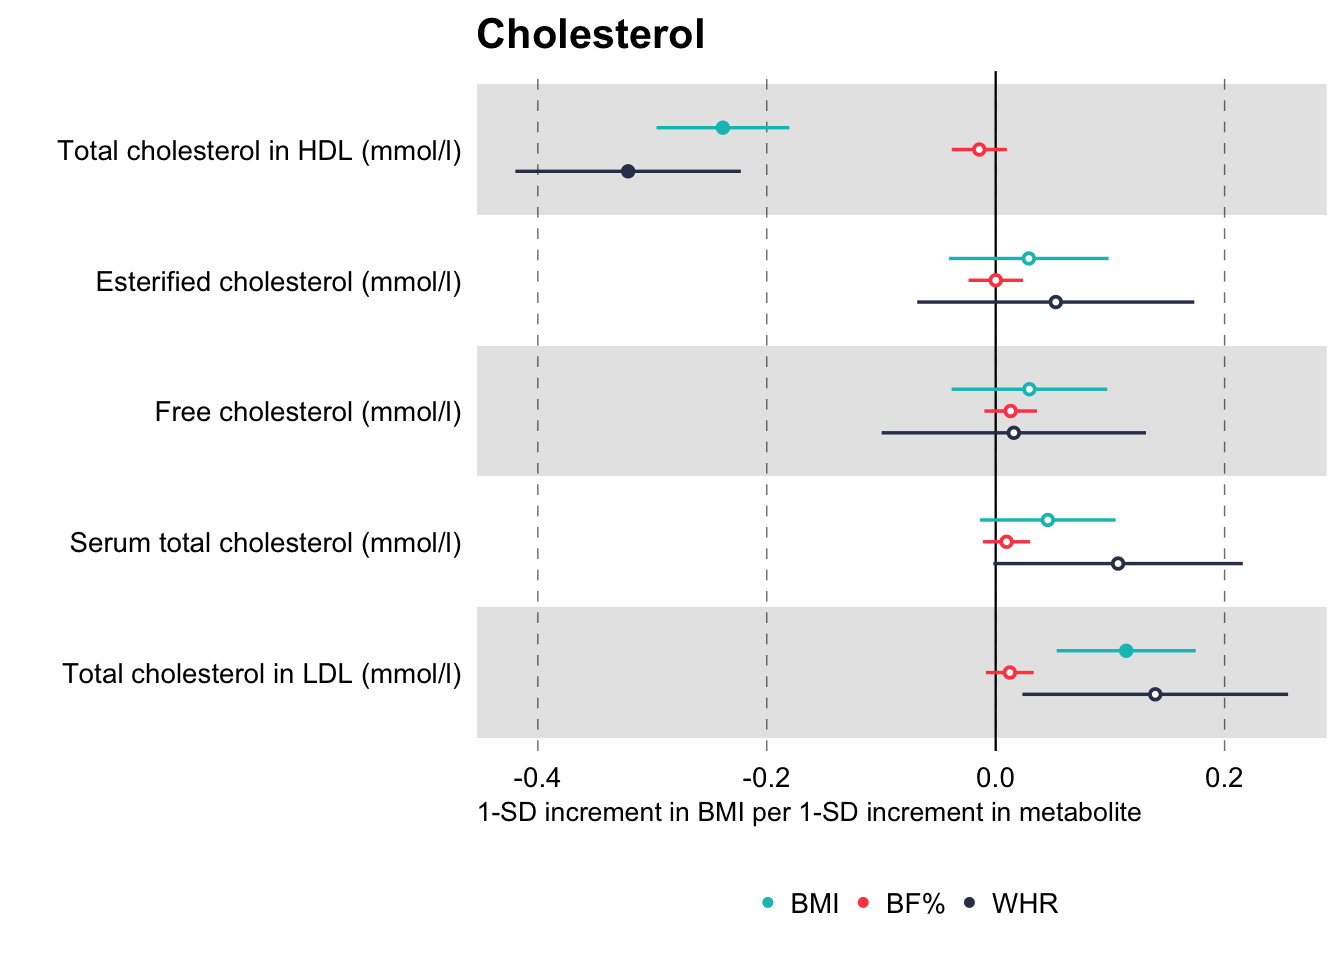 Cholesterol
Total cholesterol in HDL (mmol/l)
Esterified cholesterol (mmol/l)
Free cholesterol (mmol/l)
Serum total cholesterol (mmol/l)
Total cholesterol in LDL (mmol/l)
-0.4 -0.2 0.0 0.2
1-SD increment in BMI per 1-SD increment in metabolite
BMI BF% WHR